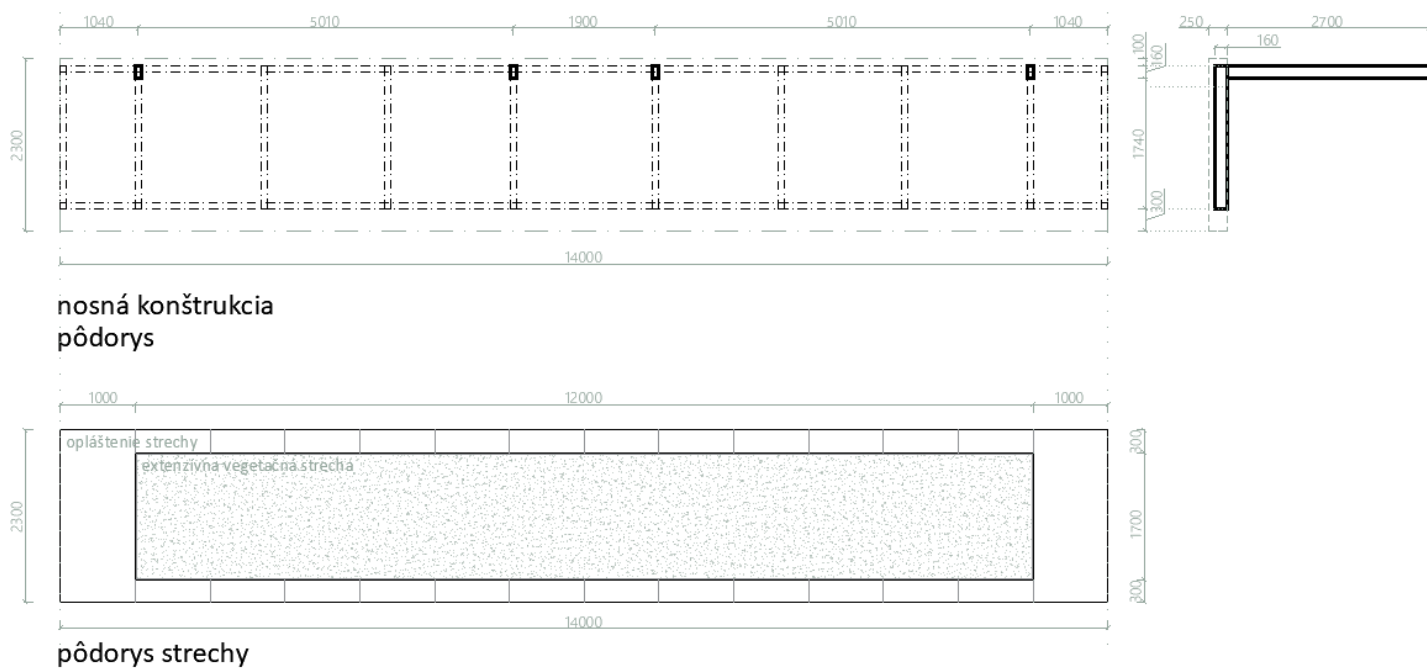 1040 5010 1900 5010 1040 250 2700
160
100
160
2300
1740
300
14000
nosná konštrukcia
pôdorys
1000 12000 1000
opláštenie strechy
extenzívna vegetačná strecha
300
2300
1700
300
14000
pôdorys strechy